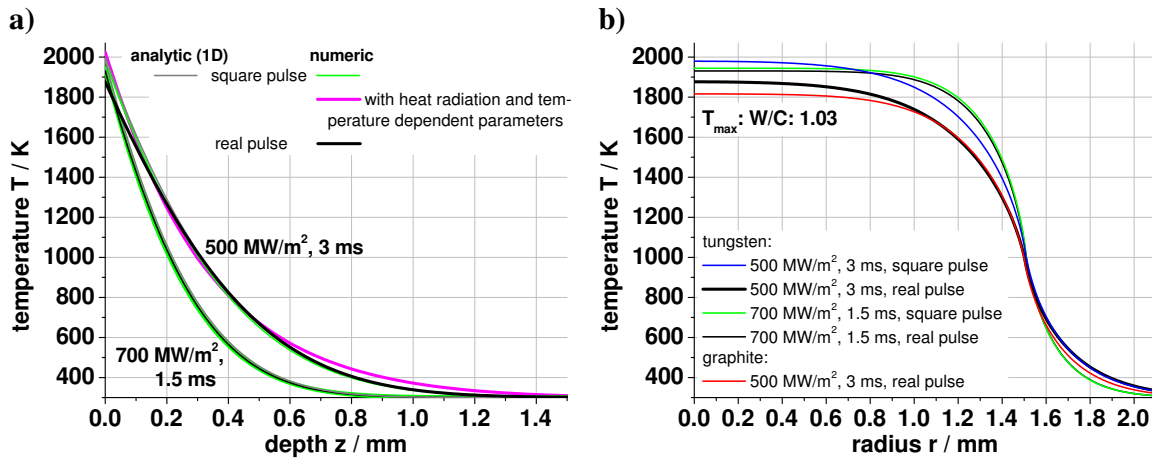 a)
analytic (1D) numeric
square pulse
with heat radiation and tem-
perature dependent parameters
real pulse
500 MW/m², 3 ms
700 MW/m²,
1.5 ms
temperature T / K
2000
1800
1600
1400
1200
1000
800
600
400
0.0 0.2 0.4 0.6 0.8 1.0 1.2 1.4
depth z / mm
b)
T_max: W/C: 1.03
tungsten:
500 MW/m², 3 ms, square pulse
500 MW/m², 3 ms, real pulse
700 MW/m², 1.5 ms, square pulse
700 MW/m², 1.5 ms, real pulse
graphite:
500 MW/m², 3 ms, real pulse
temperature T / K
2000
1800
1600
1400
1200
1000
800
600
400
0.0 0.2 0.4 0.6 0.8 1.0 1.2 1.4 1.6 1.8 2.0
radius r / mm